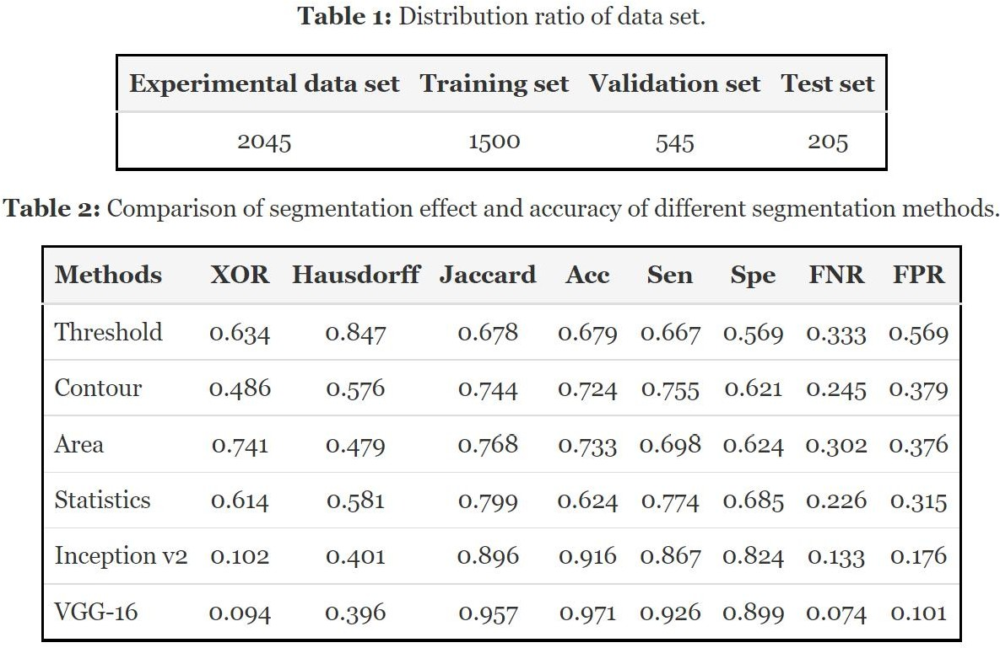 Table 1: Distribution ratio of data set.
Experimental data set Training set Validation set Test set
2045 1500 545 205
Table 2: Comparison of segmentation effect and accuracy of different segmentation methods.
Methods XOR Hausdorff Jaccard Acc Sen Spe FNR FPR
Threshold 0.634 0.847 0.678 0.679 0.667 0.569 0.333 0.569
Contour 0.486 0.576 0.744 0.724 0.755 0.621 0.245 0.379
Area 0.741 0.479 0.768 0.733 0.698 0.624 0.302 0.376
Statistics 0.614 0.581 0.799 0.624 0.774 0.685 0.226 0.315
Inception v2 0.102 0.401 0.896 0.916 0.867 0.824 0.133 0.176
VGG-16 0.094 0.396 0.957 0.971 0.926 0.899 0.074 0.101